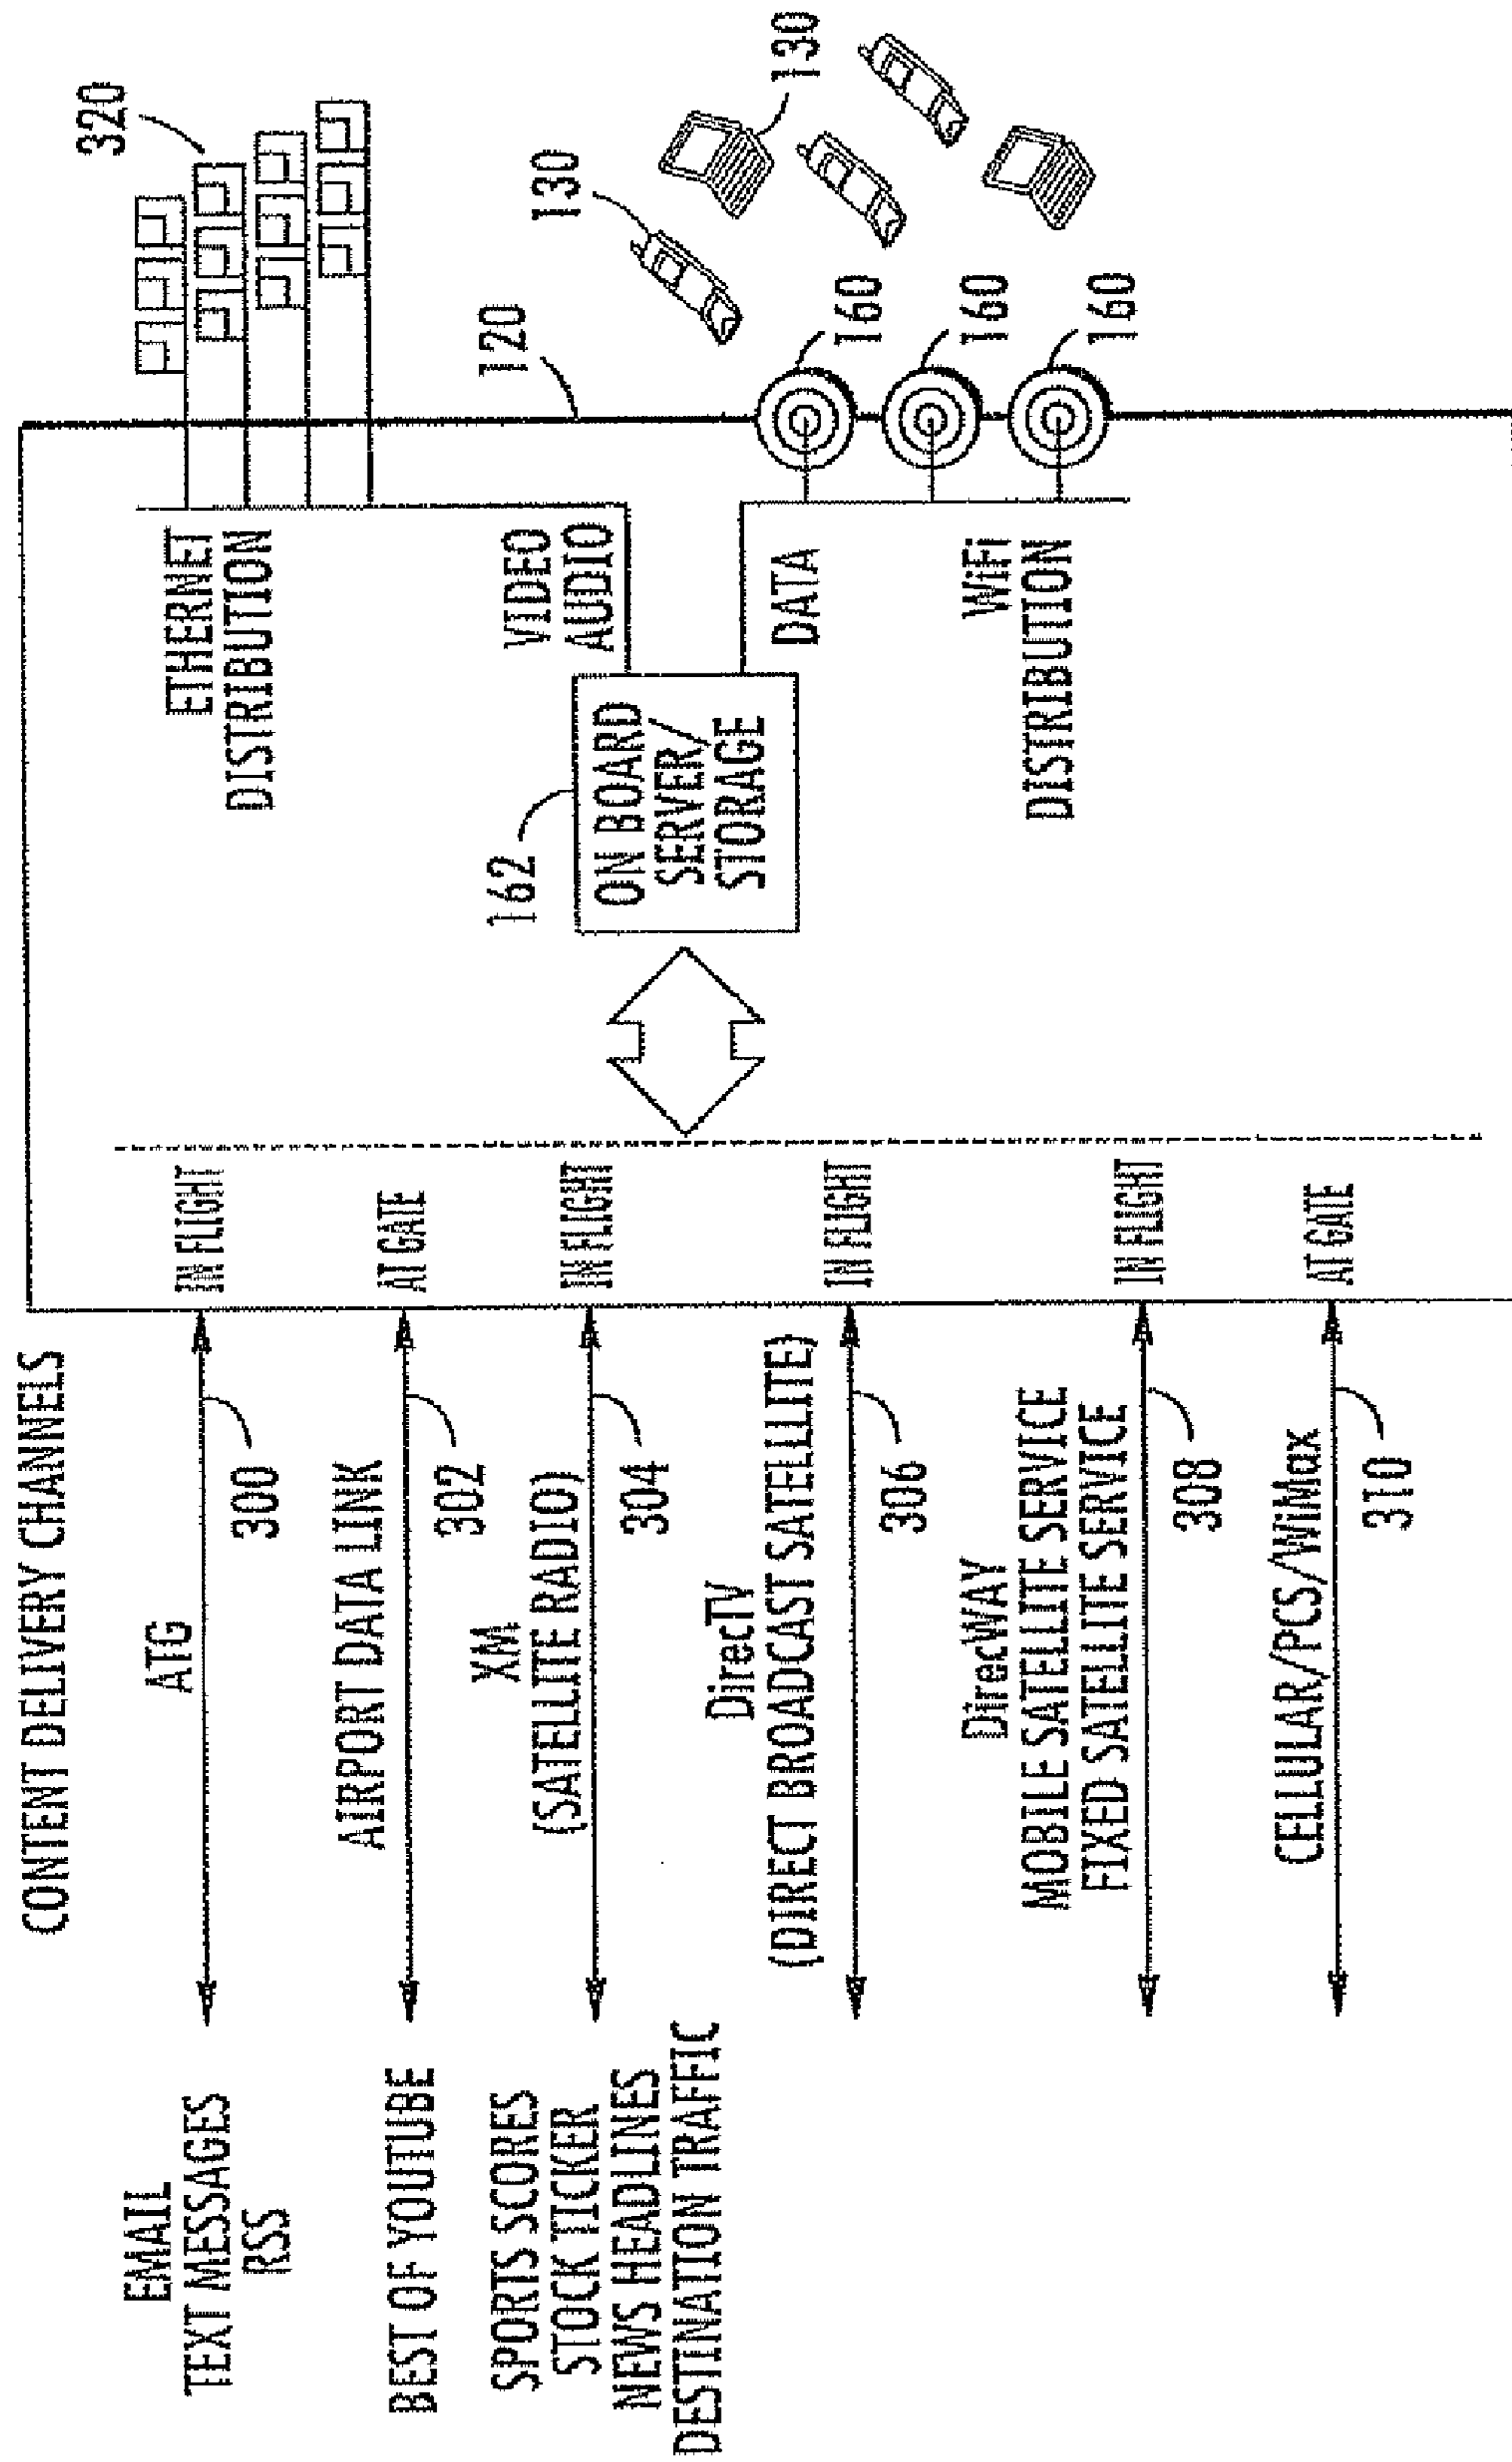 CONTENT DELIVERY CHANNELS
EMAIL
TEXT MESSAGES
RSS
ATG
300
IN FLIGHT
BEST OF YOUTUBE
AIRPORT DATA LINK
302
AT GATE
SPORTS SCORES
STOCK TICKER
NEWS HEADLINES
DESTINATION TRAFFIC
XM
(SATELLITE RADIO)
304
IN FLIGHT
DirecTV
(DIRECT BROADCAST SATELLITE)
306
IN FLIGHT
DirecWAY
MOBILE SATELLITE SERVICE
FIXED SATELLITE SERVICE
308
IN FLIGHT
CELLULAR/PCS/WiMax
310
AT GATE
162
ON BOARD
SERVER/
STORAGE
ETHERNET
DISTRIBUTION
VIDEO
AUDIO
DATA
WiFi
DISTRIBUTION
320
120
130
130
160
160
160